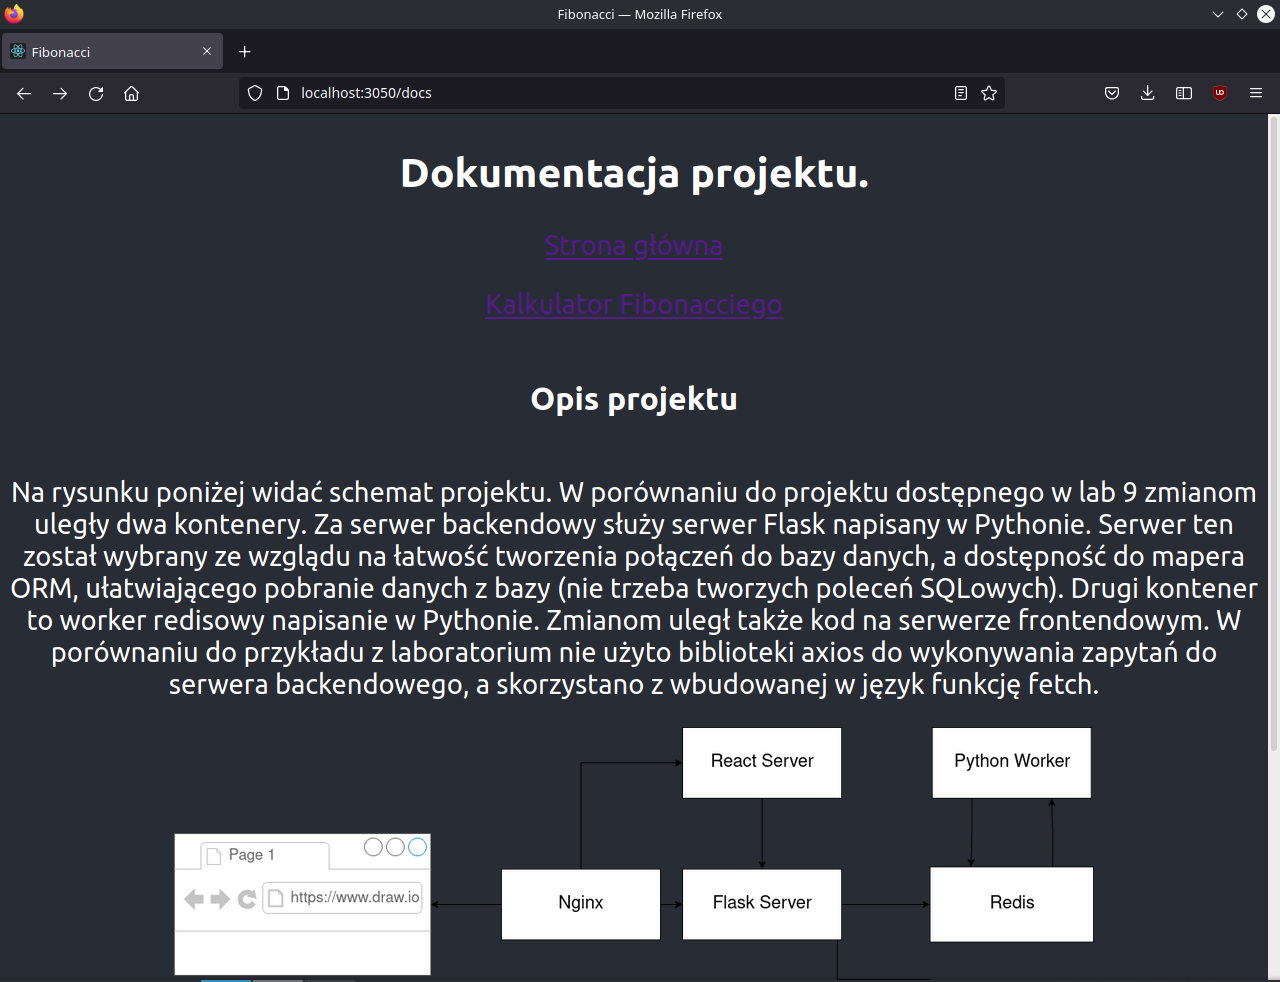 Fibonacci — Mozilla Firefox
Fibonacci
localhost:3050/docs
Dokumentacja projektu.
Strona główna
Kalkulator Fibonacciego
Opis projektu
Na rysunku poniżej widać schemat projektu. W porównaniu do projektu dostępnego w lab 9 zmianom
uległy dwa kontenery. Za serwer backendowy służy serwer Flask napisany w Pythonie. Serwer ten
został wybrany ze wzglądu na łatwość tworzenia połączeń do bazy danych, a dostępność do mapera
ORM, ułatwiającego pobranie danych z bazy (nie trzeba tworzych poleceń SQLowych). Drugi kontener
to worker redisowy napisanie w Pythonie. Zmianom uległ także kod na serwerze frontendowym. W
porównaniu do przykładu z laboratorium nie użyto biblioteki axios do wykonywania zapytań do
serwera backendowego, a skorzystano z wbudowanej w język funkcję fetch.
React Server
Python Worker
Page 1
https://www.draw.io
Nginx
Flask Server
Redis